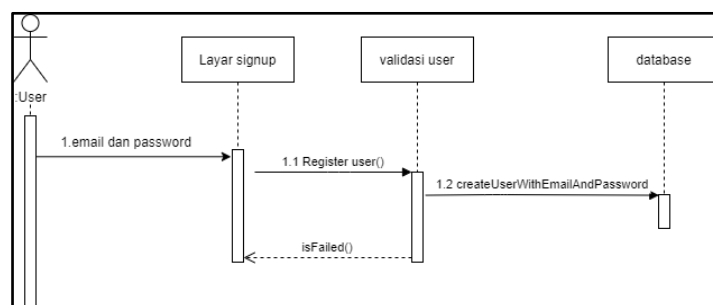 Layar signup
validasi user
database
:User
1.email dan password
1.1 Register user()
1.2 createUserWithEmailAndPassword
isFailed()